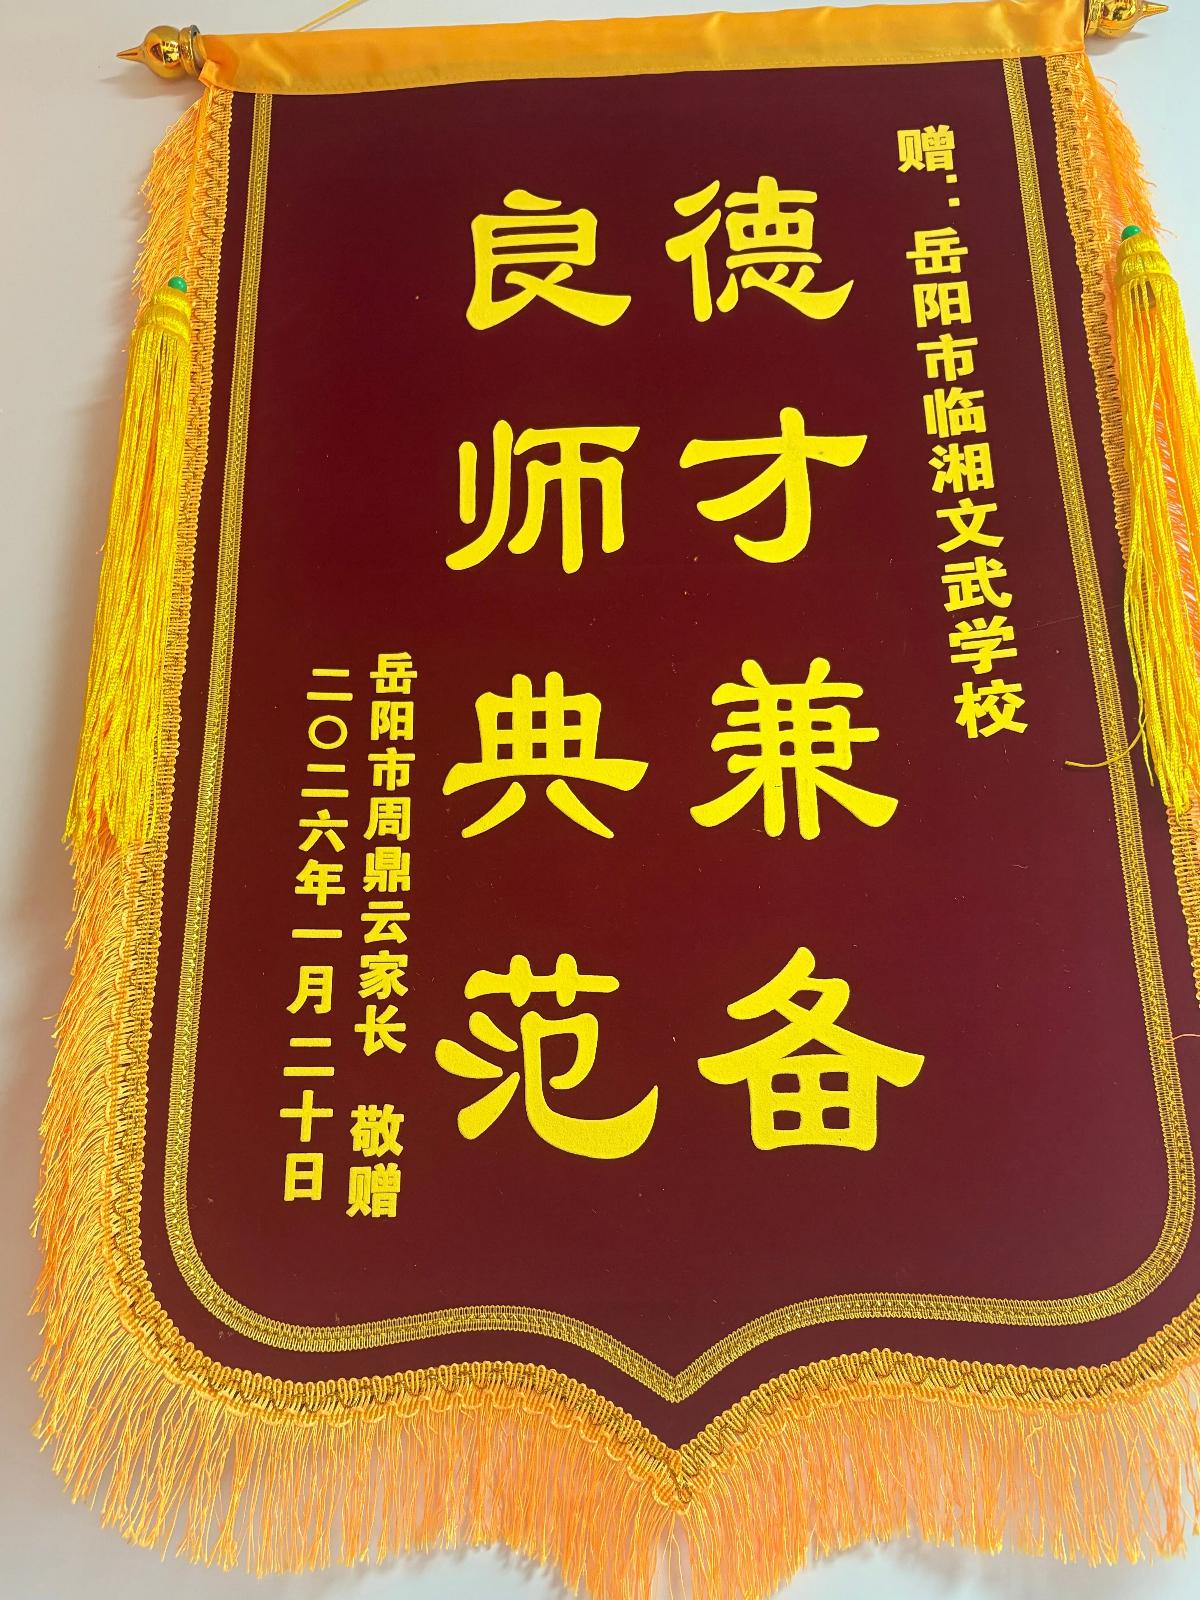 赠：岳阳市临湘文武学校
德才兼备
良师典范
岳阳市周鼎云家长 敬赠
二〇二六年一月二十日